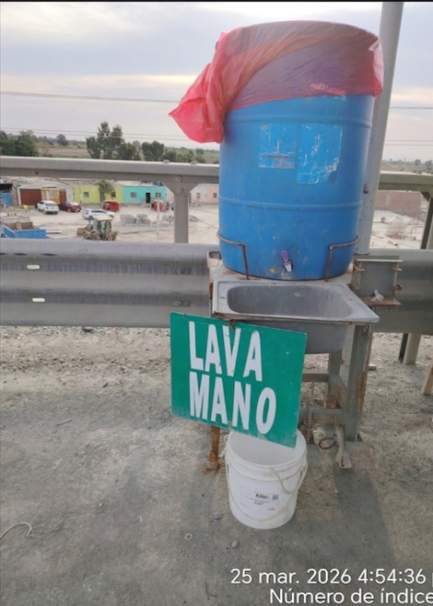 LAVA
MANO
25 mar. 2026 4:54:36 p
Número de índice